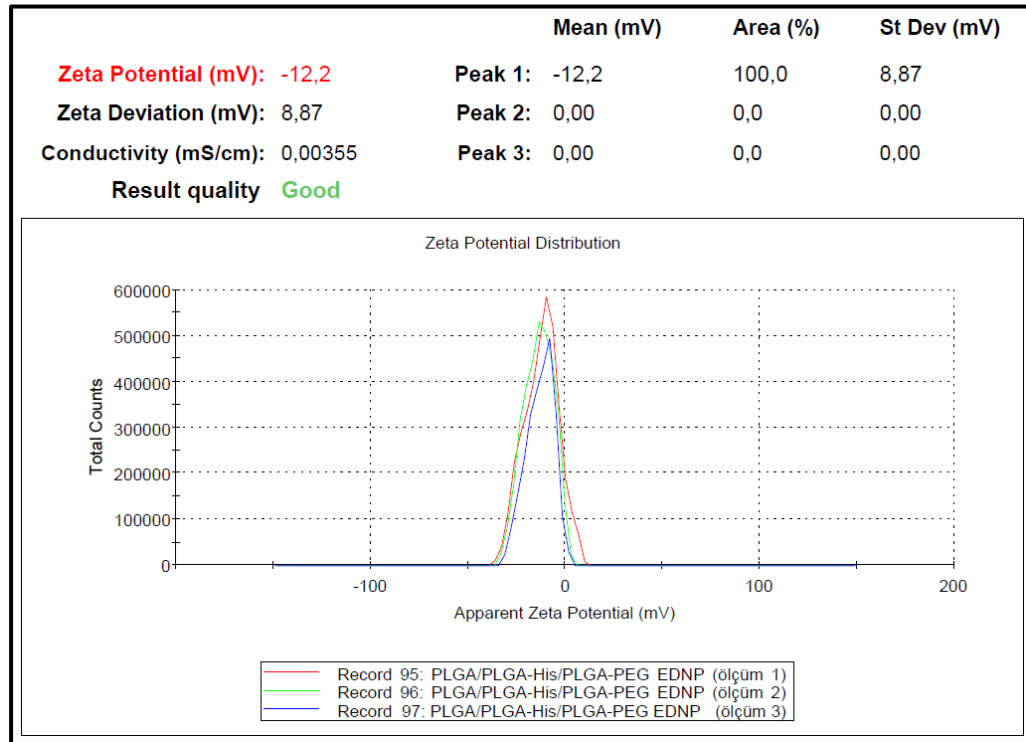 Mean (mV) Area (%) St Dev (mV)
Zeta Potential (mV): -12,2 Peak 1: -12,2 100,0 8,87
Zeta Deviation (mV): 8,87 Peak 2: 0,00 0,0 0,00
Conductivity (mS/cm): 0,00355 Peak 3: 0,00 0,0 0,00
Result quality Good
Zeta Potential Distribution
600000
500000
400000
300000
200000
100000
0
Total Counts
-100 0 100 200
Apparent Zeta Potential (mV)
Record 95: PLGA/PLGA-His/PLGA-PEG EDNP (ölçüm 1)
Record 96: PLGA/PLGA-His/PLGA-PEG EDNP (ölçüm 2)
Record 97: PLGA/PLGA-His/PLGA-PEG EDNP (ölçüm 3)